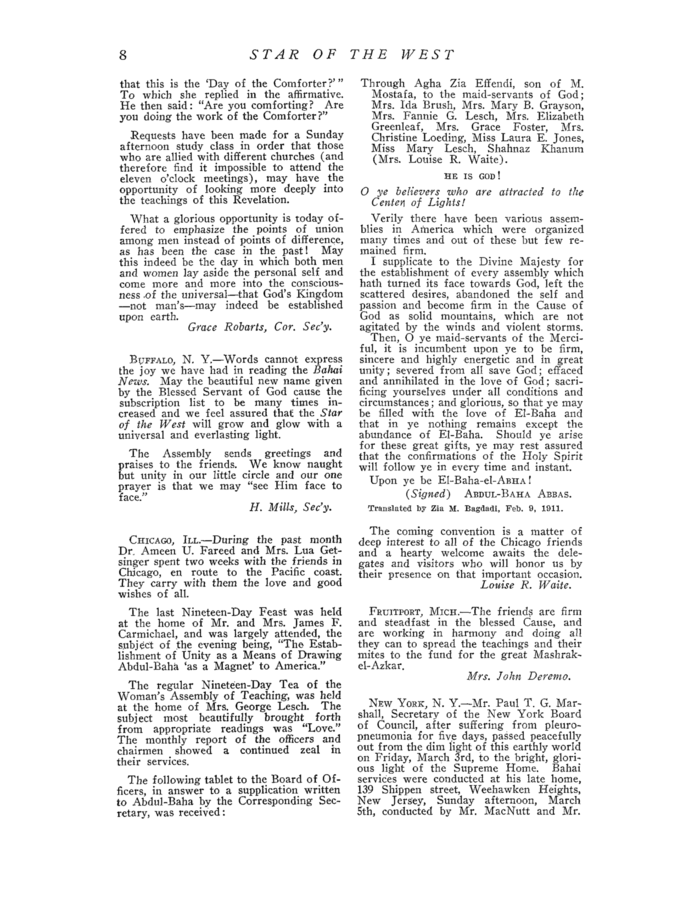 8 STAR OF THE WEST
that this is the 'Day of the Comforter?'"
To which she replied in the affirmative.
He then said: "Are you comforting? Are
you doing the work of the Comforter?"
Requests have been made for a Sunday
afternoon study class in order that those
who are allied with different churches (and
therefore find it impossible to attend the
eleven o'clock meetings), may have the
opportunity of looking more deeply into
the teachings of this Revelation.
What a glorious opportunity is today of-
fered to emphasize the points of union
among men instead of points of difference,
as has been the case in the past! May
this indeed be the day in which both men
and women lay aside the personal self and
come more and more into the conscious-
ness of the universal—that God's Kingdom
—not man's—may indeed be established
upon earth.
Grace Robarts, Cor. Sec'y.
BUFFALO, N. Y.—Words cannot express
the joy we have had in reading the Bahai
News. May the beautiful new name given
by the Blessed Servant of God cause the
subscription list to be many times in-
creased and we feel assured that the Star
of the West will grow and glow with a
universal and everlasting light.
The Assembly sends greetings and
praises to the friends. We know naught
but unity in our little circle and our one
prayer is that we may "see Him face to
face."
H. Mills, Sec'y.
CHICAGO, ILL.—During the past month
Dr. Ameen U. Fareed and Mrs. Lua Get-
singer spent two weeks with the friends in
Chicago, en route to the Pacific coast.
They carry with them the love and good
wishes of all.
The last Nineteen-Day Feast was held
at the home of Mr. and Mrs. James F.
Carmichael, and was largely attended, the
subject of the evening being, "The Estab-
lishment of Unity as a Means of Drawing
Abdul-Baha 'as a Magnet' to America."
The regular Nineteen-Day Tea of the
Woman's Assembly of Teaching, was held
at the home of Mrs. George Lesch. The
subject most beautifully brought forth
from appropriate readings was "Love."
The monthly report of the officers and
chairmen showed a continued zeal in
their services.
The following tablet to the Board of Of-
ficers, in answer to a supplication written
to Abdul-Baha by the Corresponding Sec-
retary, was received:
Through Agha Zia Effendi, son of M.
Mostafa, to the maid-servants of God;
Mrs. Ida Brush, Mrs. Mary B. Grayson,
Mrs. Fannie G. Lesch, Mrs. Elizabeth
Greenleaf, Mrs. Grace Foster, Mrs.
Christine Loeding, Miss Laura E. Jones,
Miss Mary Lesch, Shahnaz Khanum
(Mrs. Louise R. Waite).
HE IS GOD!
O ye believers who are attracted to the
Center of Lights!
Verily there have been various assem-
blies in America which were organized
many times and out of these but few re-
mained firm.
I supplicate to the Divine Majesty for
the establishment of every assembly which
hath turned its face towards God, left the
scattered desires, abandoned the self and
passion and become firm in the Cause of
God as solid mountains, which are not
agitated by the winds and violent storms.
Then, O ye maid-servants of the Merci-
ful, it is incumbent upon ye to be firm,
sincere and highly energetic and in great
unity; severed from all save God; effaced
and annihilated in the love of God; sacri-
ficing yourselves under all conditions and
circumstances; and glorious, so that ye may
be filled with the love of El-Baha and
that in ye nothing remains except the
abundance of El-Baha. Should ye arise
for these great gifts, ye may rest assured
that the confirmations of the Holy Spirit
will follow ye in every time and instant.
Upon ye be El-Baha-el-ABHA!
(Signed) ABDUL-BAHA ABBAS.
Translated by Zia M. Bagdadi, Feb. 9, 1911.
The coming convention is a matter of
deep interest to all of the Chicago friends
and a hearty welcome awaits the dele-
gates and visitors who will honor us by
their presence on that important occasion.
Louise R. Waite.
FRUITPORT, MICH.—The friends are firm
and steadfast in the blessed Cause, and
are working in harmony and doing all
they can to spread the teachings and their
mites to the fund for the great Mashrak-
el-Azkar.
Mrs. John Deremo.
NEW YORK, N. Y.—Mr. Paul T. G. Mar-
shall, Secretary of the New York Board
of Council, after suffering from pleuro-
pneumonia for five days, passed peacefully
out from the dim light of this earthly world
on Friday, March 3rd, to the bright, glori-
ous light of the Supreme Home. Bahai
services were conducted at his late home,
139 Shippen street, Weehawken Heights,
New Jersey, Sunday afternoon, March
5th, conducted by Mr. MacNutt and Mr.